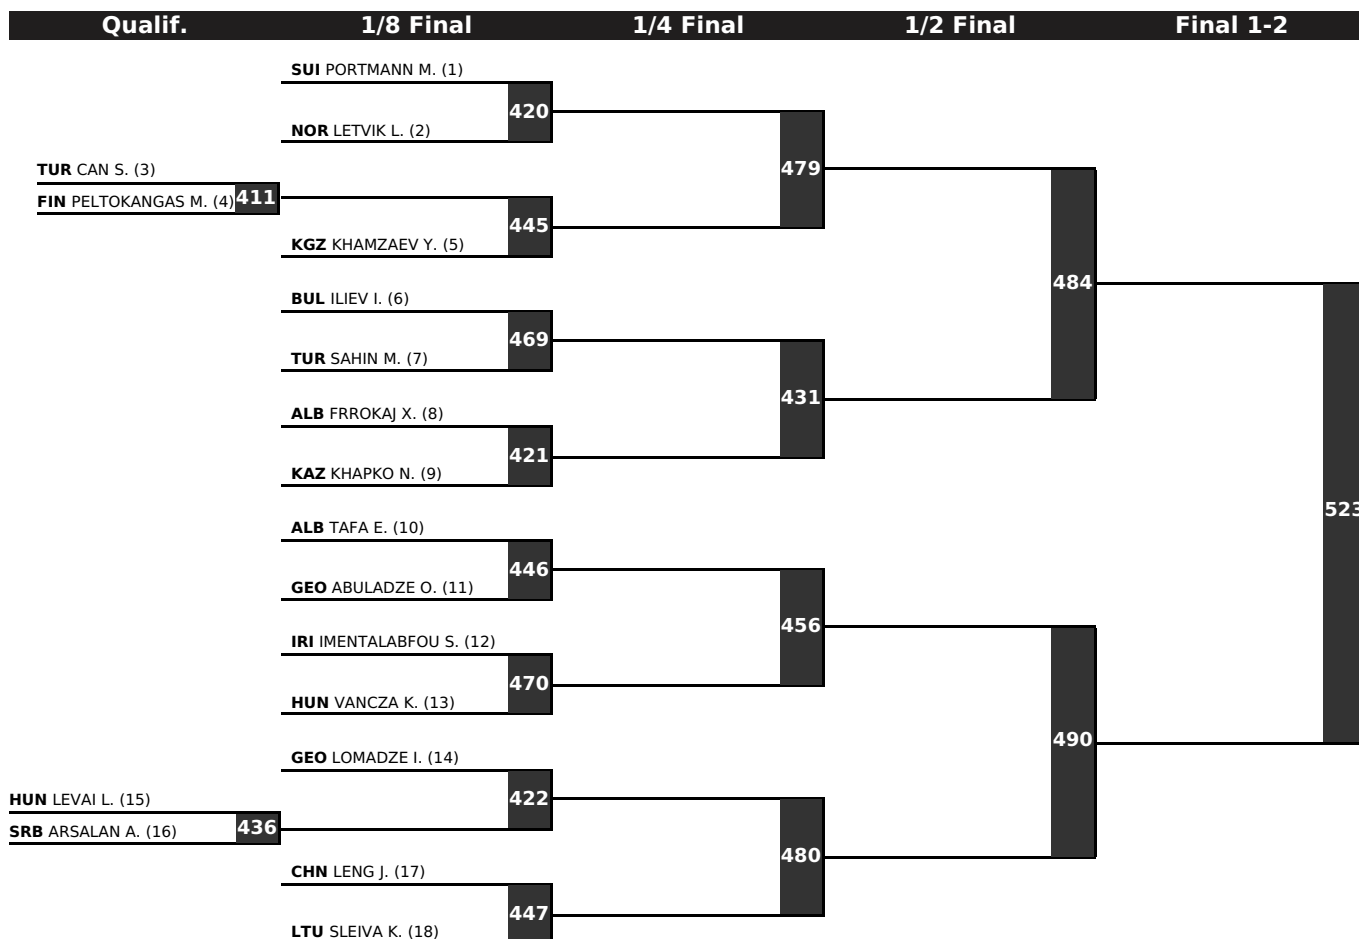 Qualif. 1/8 Final 1/4 Final 1/2 Final Final 1-2
SUI PORTMANN M. (1)
420
NOR LETVIK L. (2)
TUR CAN S. (3)
479
FIN PELTOKANGAS M. (4) 411
445
KGZ KHAMZAEV Y. (5)
484
BUL ILIEV I. (6)
469
TUR SAHIN M. (7)
431
ALB FRROKAJ X. (8)
421
KAZ KHAPKO N. (9)
523
ALB TAFA E. (10)
446
GEO ABULADZE O. (11)
456
IRI IMENTALABFOU S. (12)
470
HUN VANCZA K. (13)
490
GEO LOMADZE I. (14)
422
HUN LEVAI L. (15)
436
SRB ARSALAN A. (16)
480
CHN LENG J. (17)
447
LTU SLEIVA K. (18)